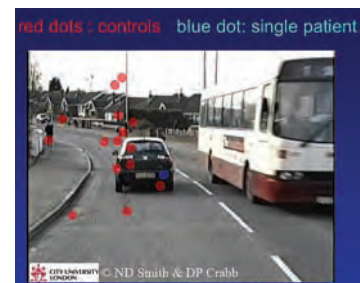 red dots : controls blue dot: single patient
CITY UNIVERSITY
LONDON
© ND Smith & DP Crabb